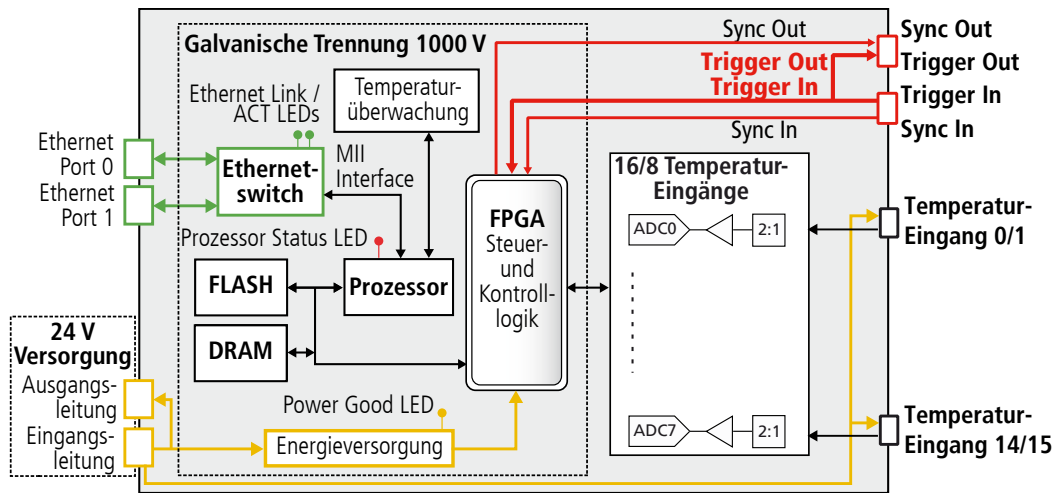 Galvanische Trennung 1000 V
Ethernet Link /
ACT LEDs
Temperatur-
überwachung
Ethernet
Port 0
Ethernet
Port 1
Ethernet-
switch
MII
Interface
Prozessor Status LED
FLASH
Prozessor
DRAM
24 V
Versorgung
Ausgangs-
leitung
Eingangs-
leitung
Power Good LED
Energieversorgung
FPGA
Steuer-
und
Kontroll-
logik
Sync Out
Trigger Out
Trigger In
Sync In
16/8 Temperatur-
Eingänge
ADC0
2:1
ADC7
2:1
Sync Out
Trigger Out
Trigger In
Sync In
Temperatur-
Eingang 0/1
Temperatur-
Eingang 14/15